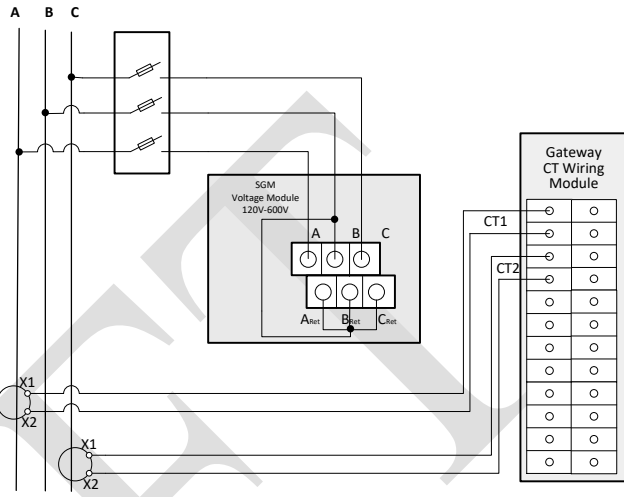 A B C
SGM
Voltage Module
120V-600V
A B C
ARet BRet CRet
Gateway
CT Wiring
Module
CT1
CT2
X1
X2
X1
X2